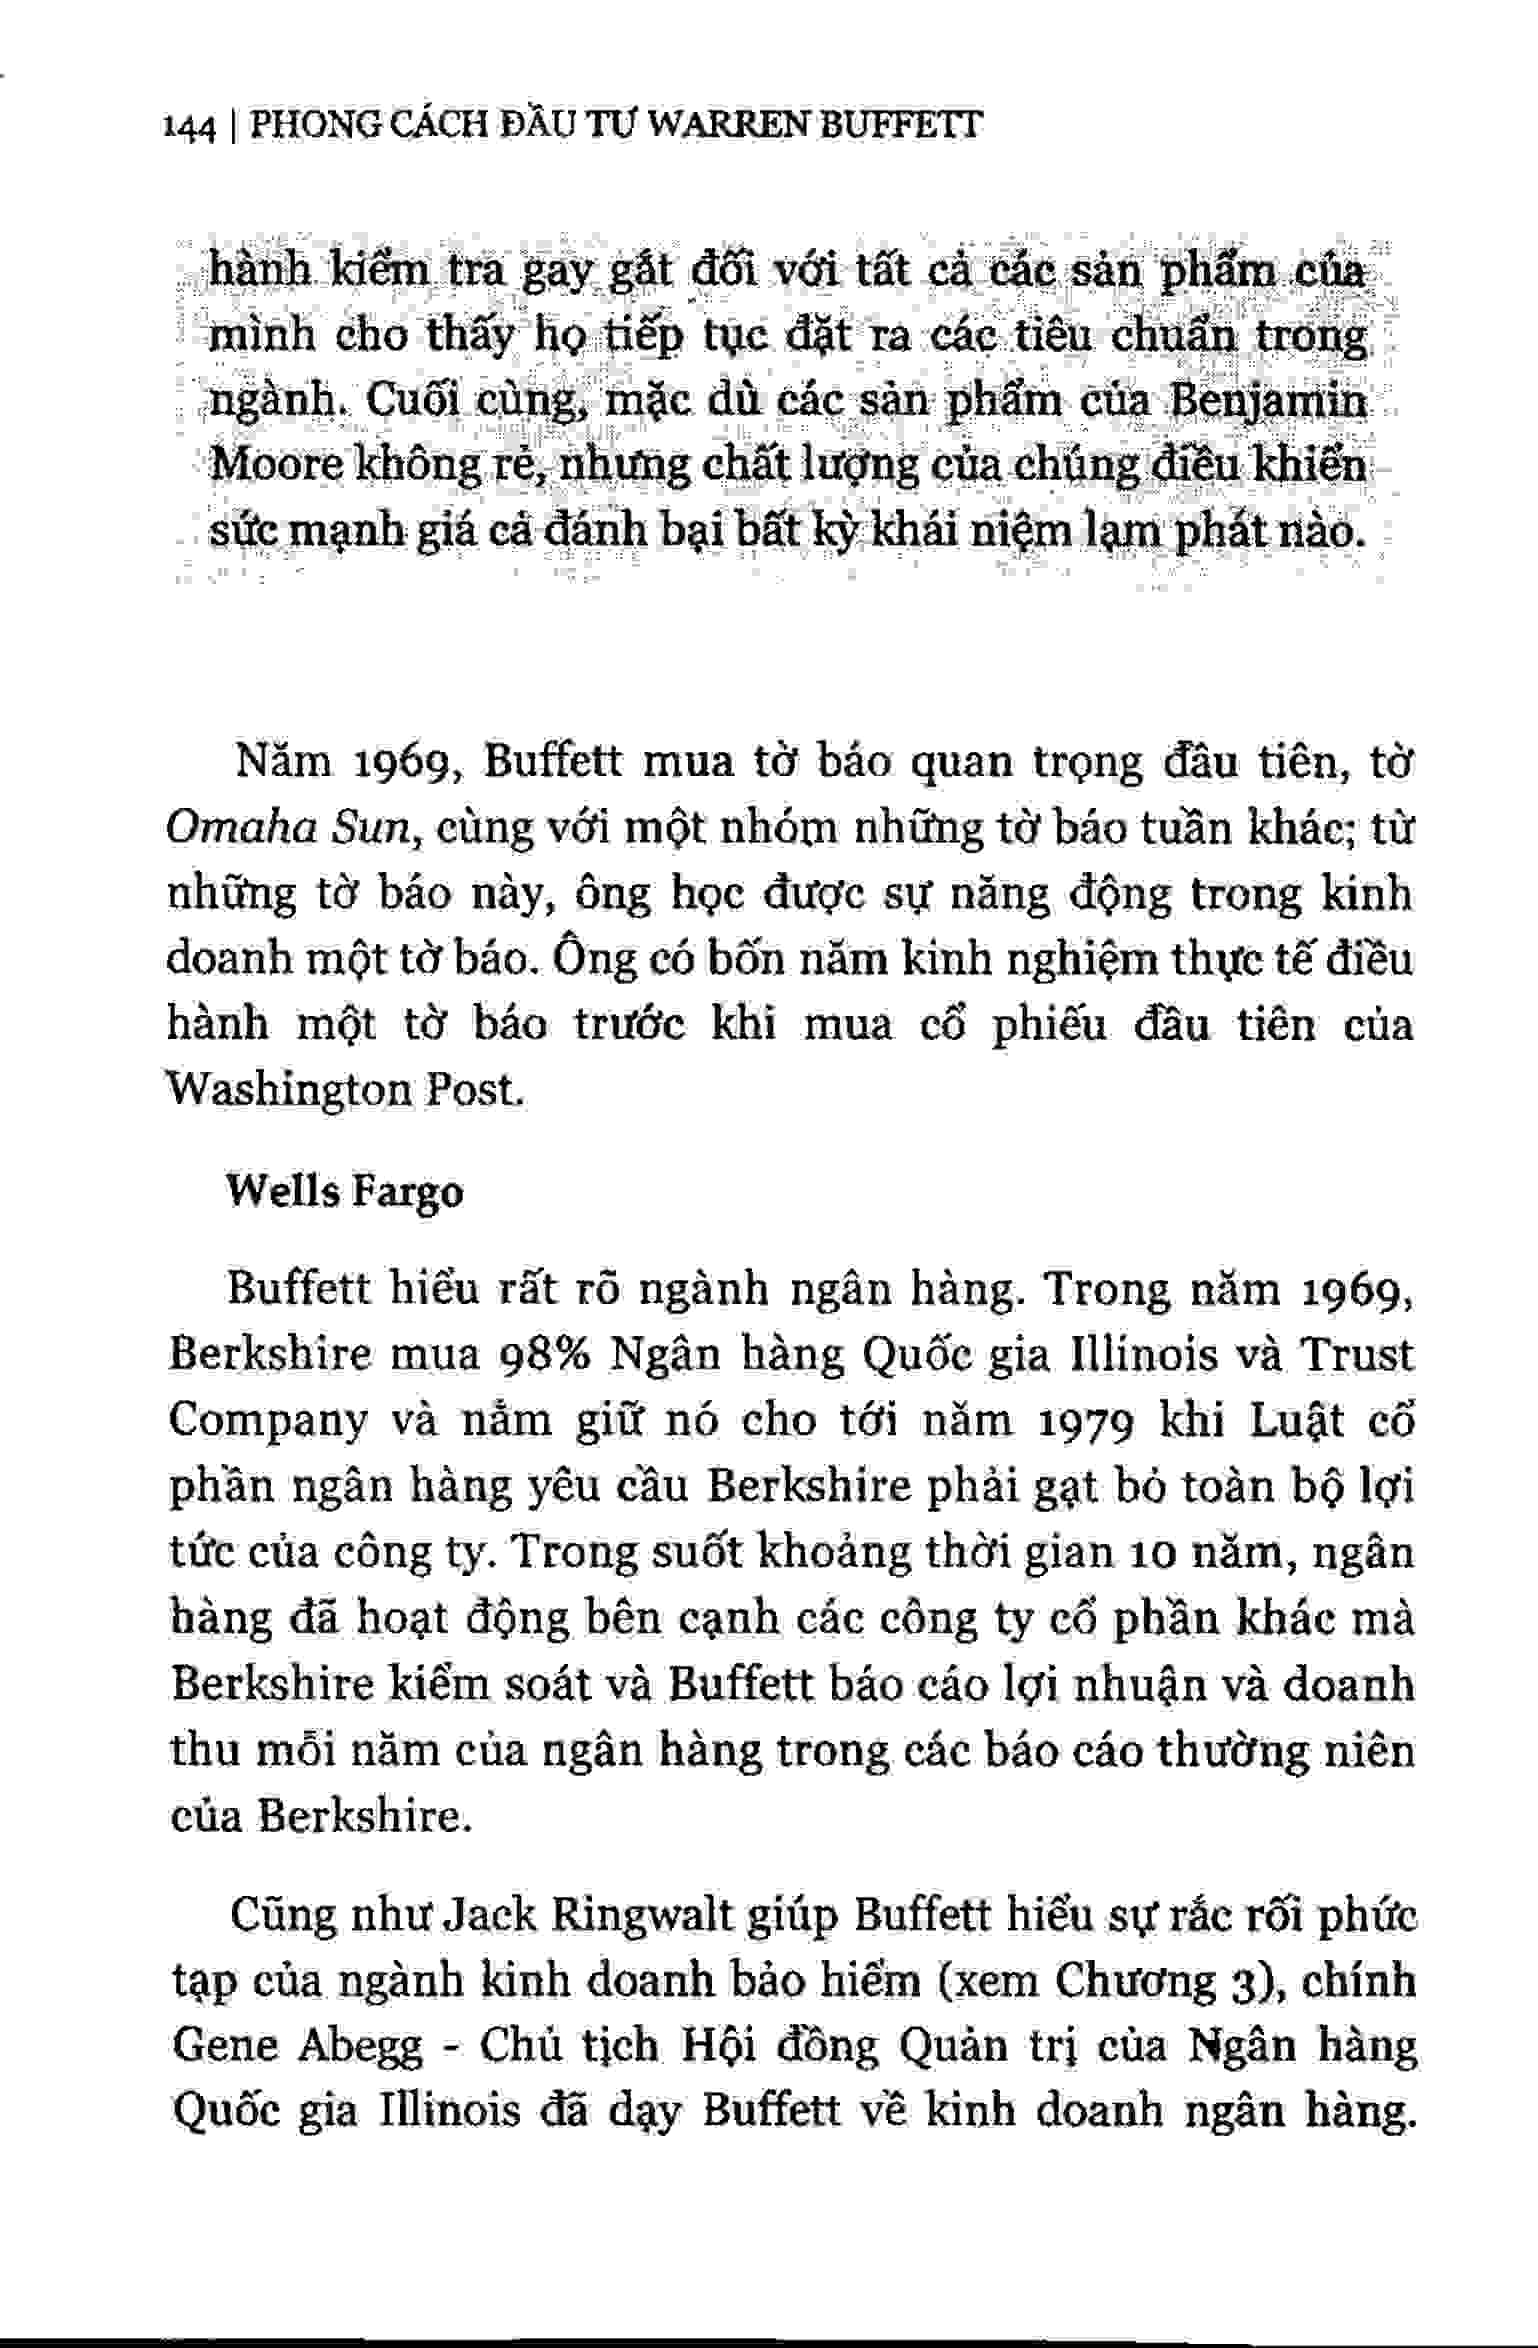 144 | PHONG CÁCH ĐẦU TƯ WARREN BUFFETT
hành kiểm tra gay gắt đối với tất cả các sản phẩm của
mình cho thấy họ tiếp tục đặt ra các tiêu chuẩn trong
ngành. Cuối cùng, mặc dù các sản phẩm của Benjamin
Moore không rẻ, nhưng chất lượng của chúng điều khiển
sức mạnh giá cả đánh bại bất kỳ khái niệm lạm phát nào.
Năm 1969, Buffett mua tờ báo quan trọng đầu tiên, tờ
Omaha Sun, cùng với một nhóm những tờ báo tuần khác; từ
những tờ báo này, ông học được sự năng động trong kinh
doanh một tờ báo. Ông có bốn năm kinh nghiệm thực tế điều
hành một tờ báo trước khi mua cổ phiếu đầu tiên của
Washington Post.
Wells Fargo
Buffett hiểu rất rõ ngành ngân hàng. Trong năm 1969,
Berkshire mua 98% Ngân hàng Quốc gia Illinois và Trust
Company và nắm giữ nó cho tới năm 1979 khi Luật cổ
phần ngân hàng yêu cầu Berkshire phải gạt bỏ toàn bộ lợi
tức của công ty. Trong suốt khoảng thời gian 10 năm, ngân
hàng đã hoạt động bên cạnh các công ty cổ phần khác mà
Berkshire kiểm soát và Buffett báo cáo lợi nhuận và doanh
thu mỗi năm của ngân hàng trong các báo cáo thường niên
của Berkshire.
Cũng như Jack Ringwalt giúp Buffett hiểu sự rắc rối phức
tạp của ngành kinh doanh bảo hiểm (xem Chương 3), chính
Gene Abegg - Chủ tịch Hội đồng Quản trị của Ngân hàng
Quốc gia Illinois đã dạy Buffett về kinh doanh ngân hàng.